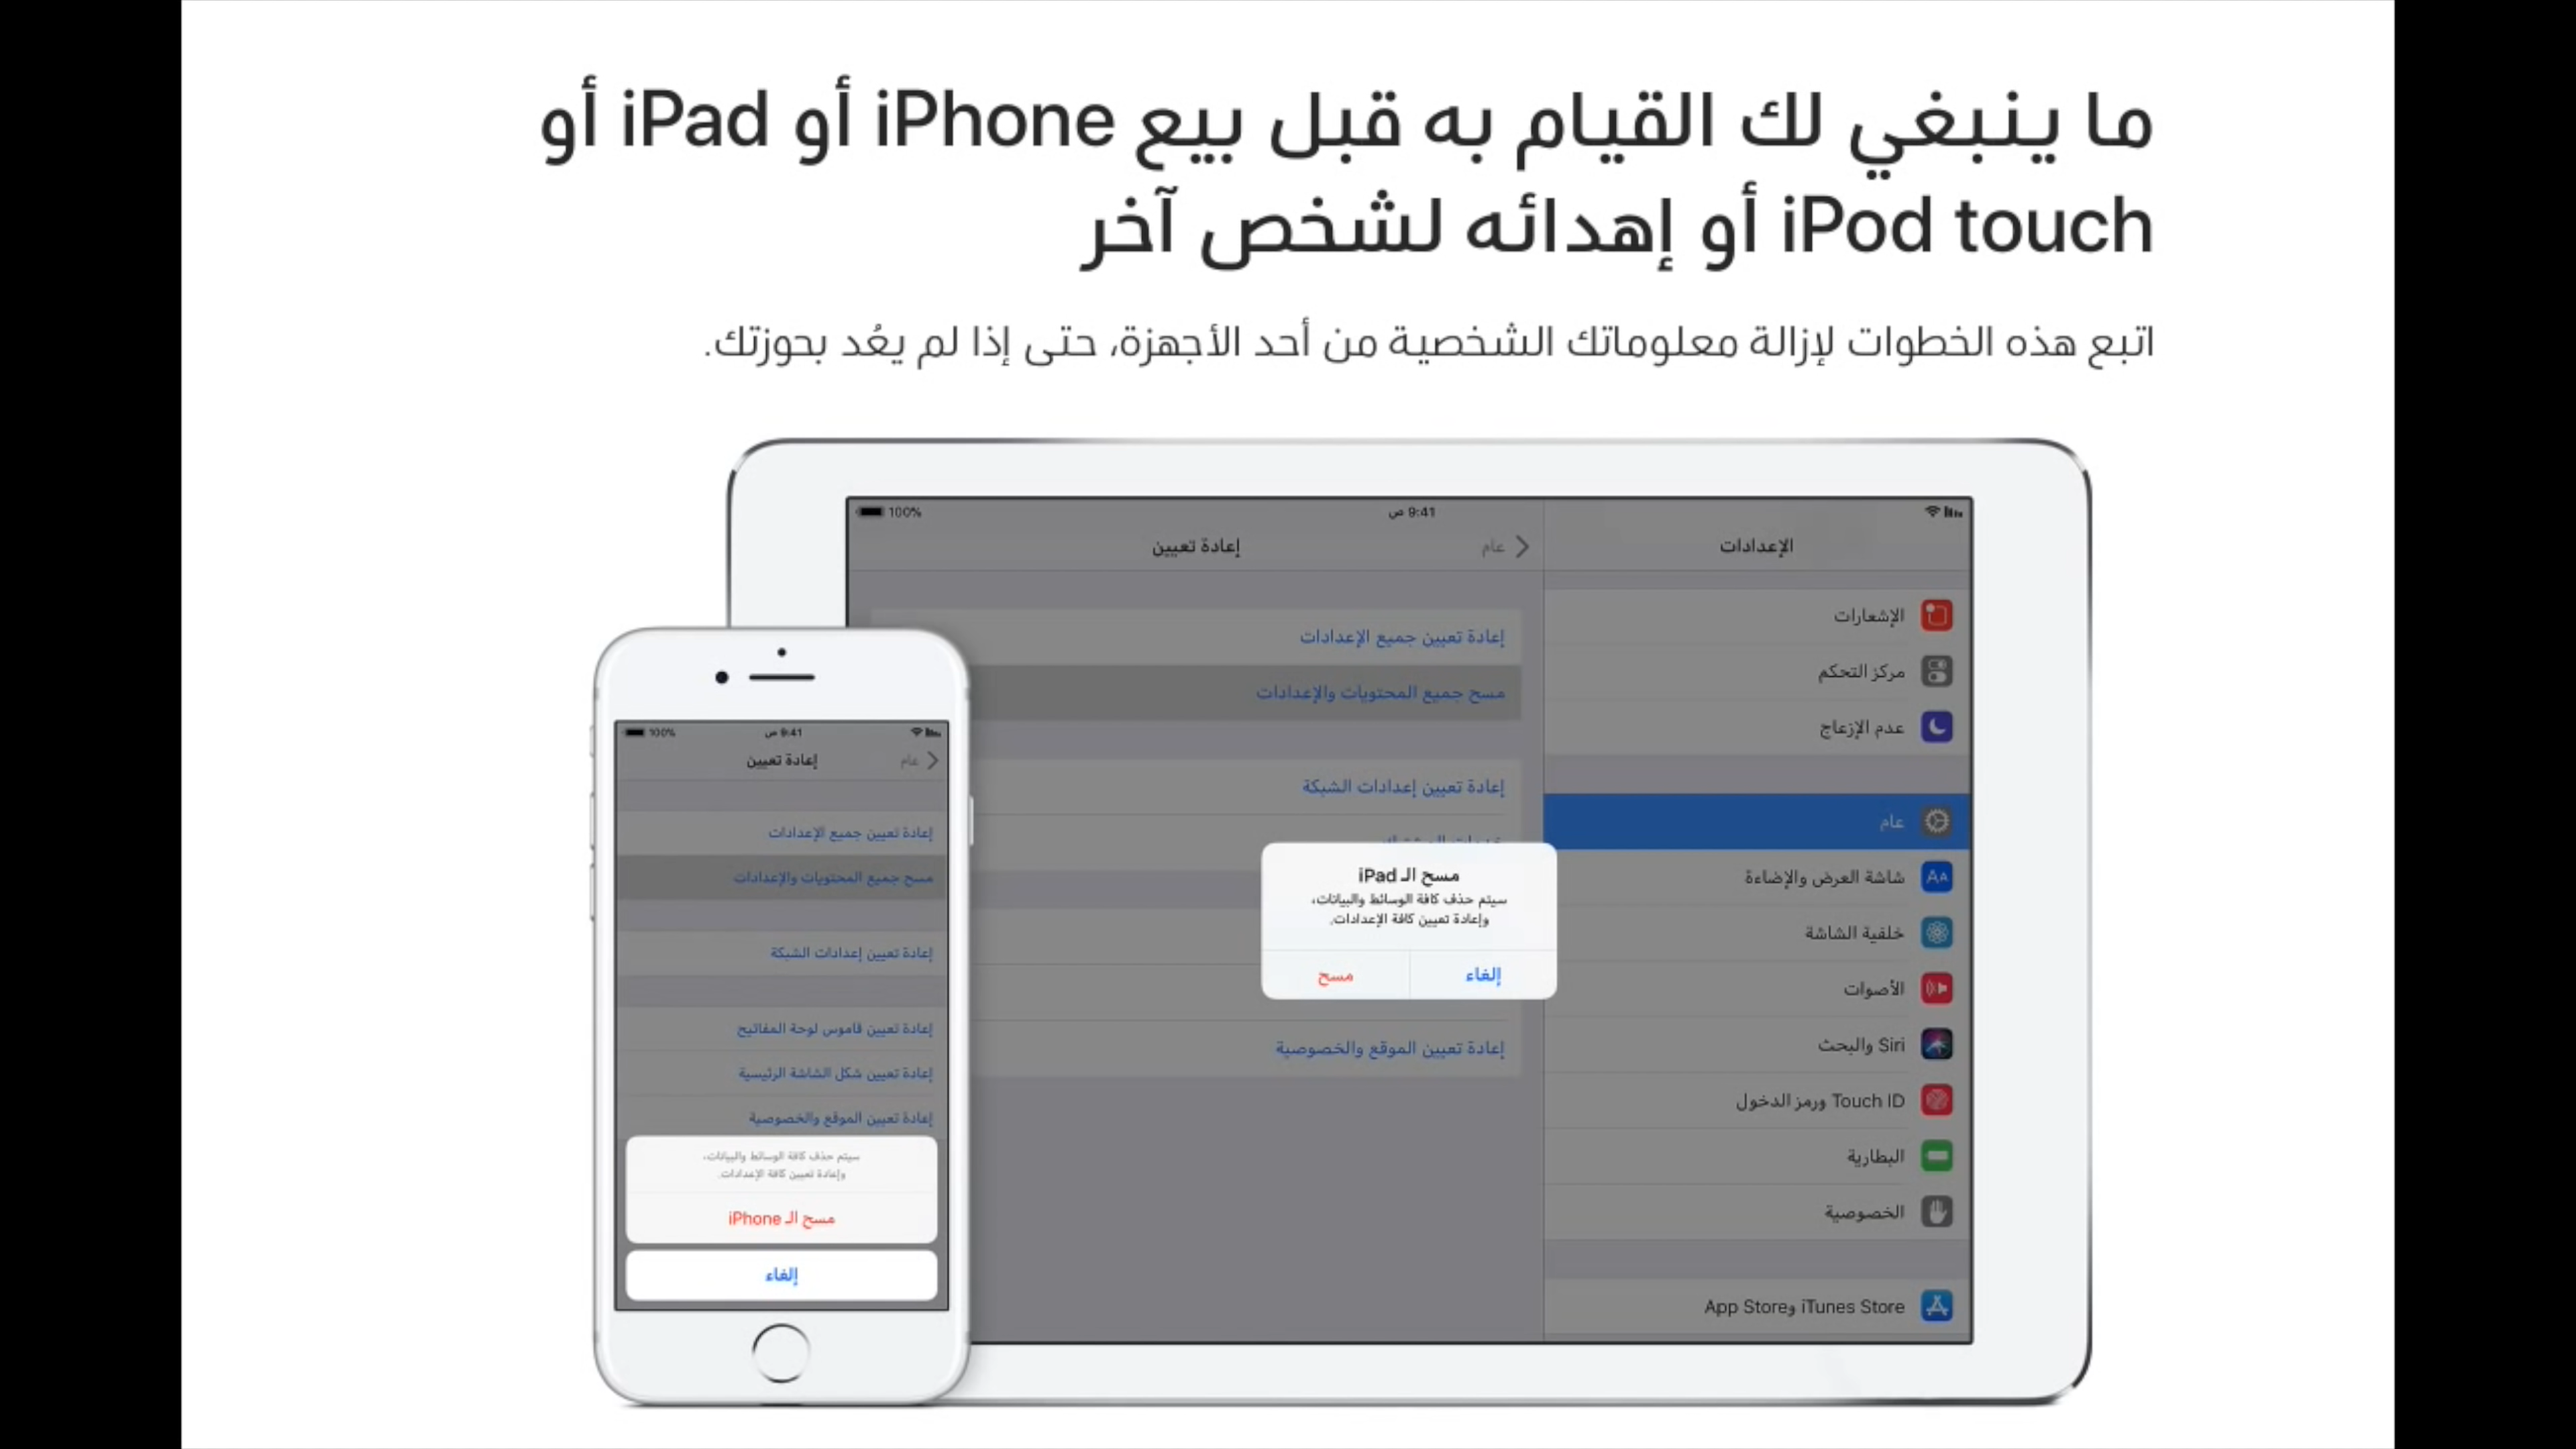 ما ينبغي لك القيام به قبل بيع iPhone أو iPad أو
iPod touch أو إهدائه لشخص آخر
اتبع هذه الخطوات لإزالة معلوماتك الشخصية من أحد الأجهزة، حتى إذا لم يعُد بحوزتك.
9:41 ص
100%
الإعدادات
عام
إعادة تعيين
الإشعارات
مركز التحكم
عدم الإزعاج
عام
شاشة العرض والإضاءة
خلفية الشاشة
الأصوات
Siri والبحث
Touch ID ورمز الدخول
البطارية
الخصوصية
iTunes Store وApp Store
إعادة تعيين جميع الإعدادات
مسح جميع المحتويات والإعدادات
إعادة تعيين إعدادات الشبكة
إعادة تعيين الموقع والخصوصية
مسح الـ iPad
سيتم حذف كافة الوسائط والبيانات،
وإعادة تعيين كافة الإعدادات.
إلغاء
مسح
9:41 ص
100%
عام
إعادة تعيين
إعادة تعيين جميع الإعدادات
مسح جميع المحتويات والإعدادات
إعادة تعيين إعدادات الشبكة
إعادة تعيين قاموس لوحة المفاتيح
إعادة تعيين شكل الشاشة الرئيسية
إعادة تعيين الموقع والخصوصية
سيتم حذف كافة الوسائط والبيانات،
وإعادة تعيين كافة الإعدادات.
مسح الـ iPhone
إلغاء